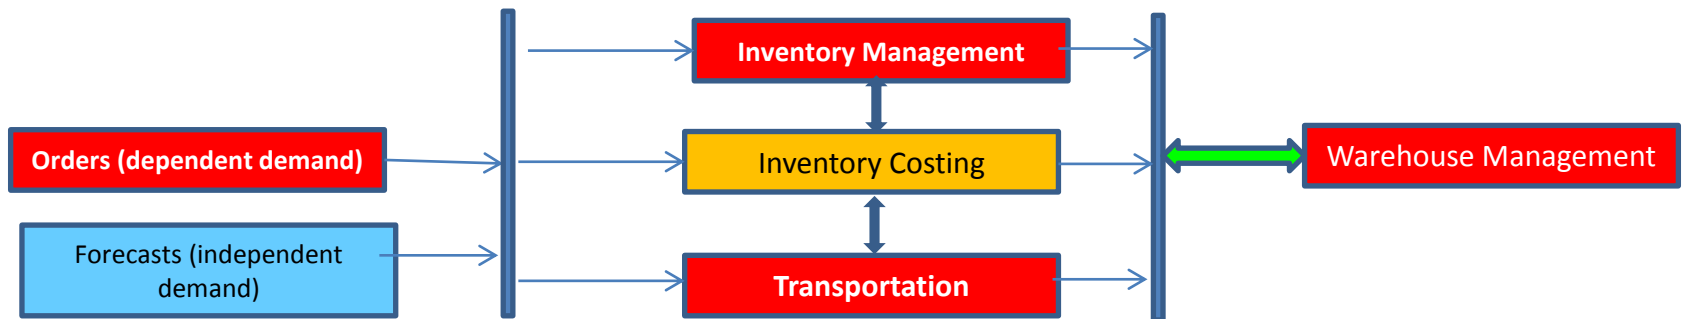 Inventory Management
Orders (dependent demand)
Inventory Costing
Warehouse Management
Forecasts (independent
demand)
Transportation